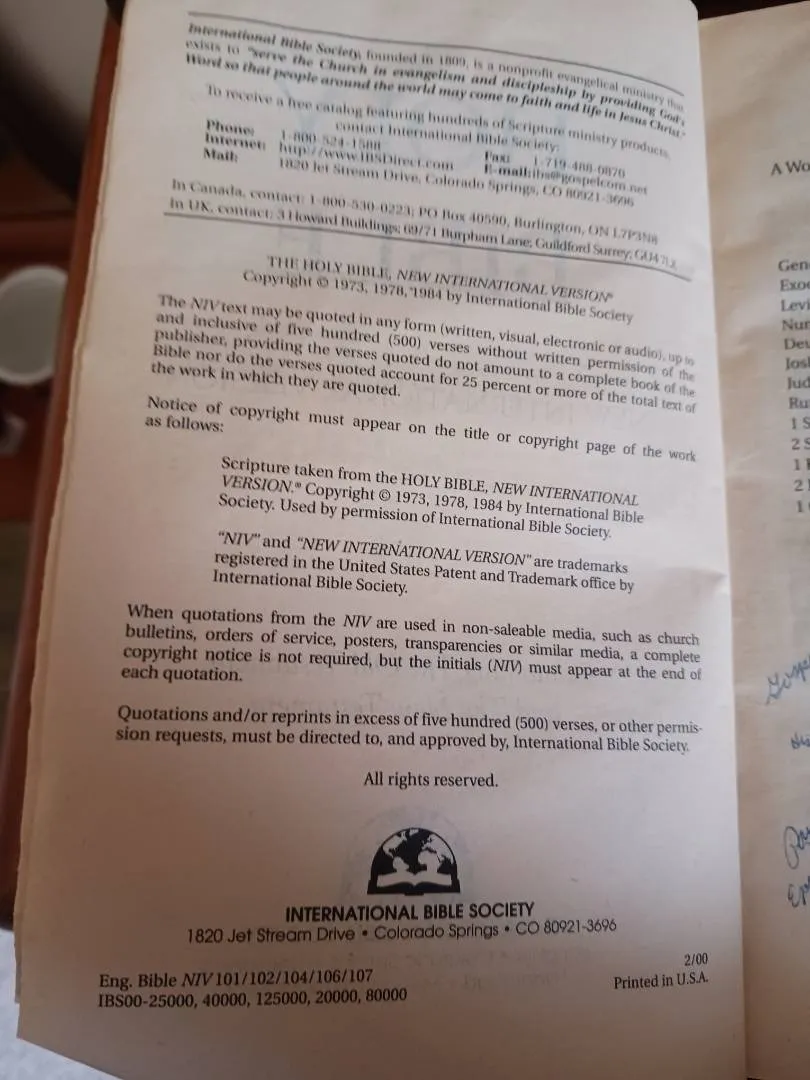 International Bible Society, founded in 1809, is a nonprofit evangelical ministry that
exists to "serve the Church in evangelism and discipleship by providing God's
Word so that people around the world may come to faith and life in Jesus Christ."
To receive a free catalog featuring hundreds of Scripture ministry products,
contact International Bible Society:
Phone: 1-800-524-1588 Fax: 1-719-488-0870
Internet: http://www.IBSDirect.com E-mail:ibs@gospelcom.net
Mail: 1820 Jet Stream Drive, Colorado Springs, CO 80921-3696
In Canada, contact: 1-800-530-0223; PO Box 40590, Burlington, ON L7P3N8
In UK, contact: 3 Howard Buildings; 69/71 Burpham Lane; Guildford Surrey;
THE HOLY BIBLE, NEW INTERNATIONAL VERSION®
Copyright © 1973, 1978, 1984 by International Bible Society
The NIV text may be quoted in any form (written, visual, electronic or audio), up to
and inclusive of five hundred (500) verses without written permission of the
publisher, providing the verses quoted do not amount to a complete book of the
Bible nor do the verses quoted account for 25 percent or more of the total text of
the work in which they are quoted.
Notice of copyright must appear on the title or copyright page of the work
as follows:
Scripture taken from the HOLY BIBLE, NEW INTERNATIONAL
VERSION.® Copyright © 1973, 1978, 1984 by International Bible
Society. Used by permission of International Bible Society.
"NIV" and "NEW INTERNATIONAL VERSION" are trademarks
registered in the United States Patent and Trademark office by
International Bible Society.
When quotations from the NIV are used in non-saleable media, such as church
bulletins, orders of service, posters, transparencies or similar media, a complete
copyright notice is not required, but the initials (NIV) must appear at the end of
each quotation.
Quotations and/or reprints in excess of five hundred (500) verses, or other permis-
sion requests, must be directed to, and approved by, International Bible Society.
All rights reserved.
INTERNATIONAL BIBLE SOCIETY
1820 Jet Stream Drive • Colorado Springs • CO 80921-3696
Eng. Bible NIV 101/102/104/106/107
IBS00-25000, 40000, 125000, 20000, 80000
2/00
Printed in U.S.A.
A Wo
Gen
Exo
Levi
Nur
Deu
Josh
Jud
Ru
1 S
2 S
1 K
2
1